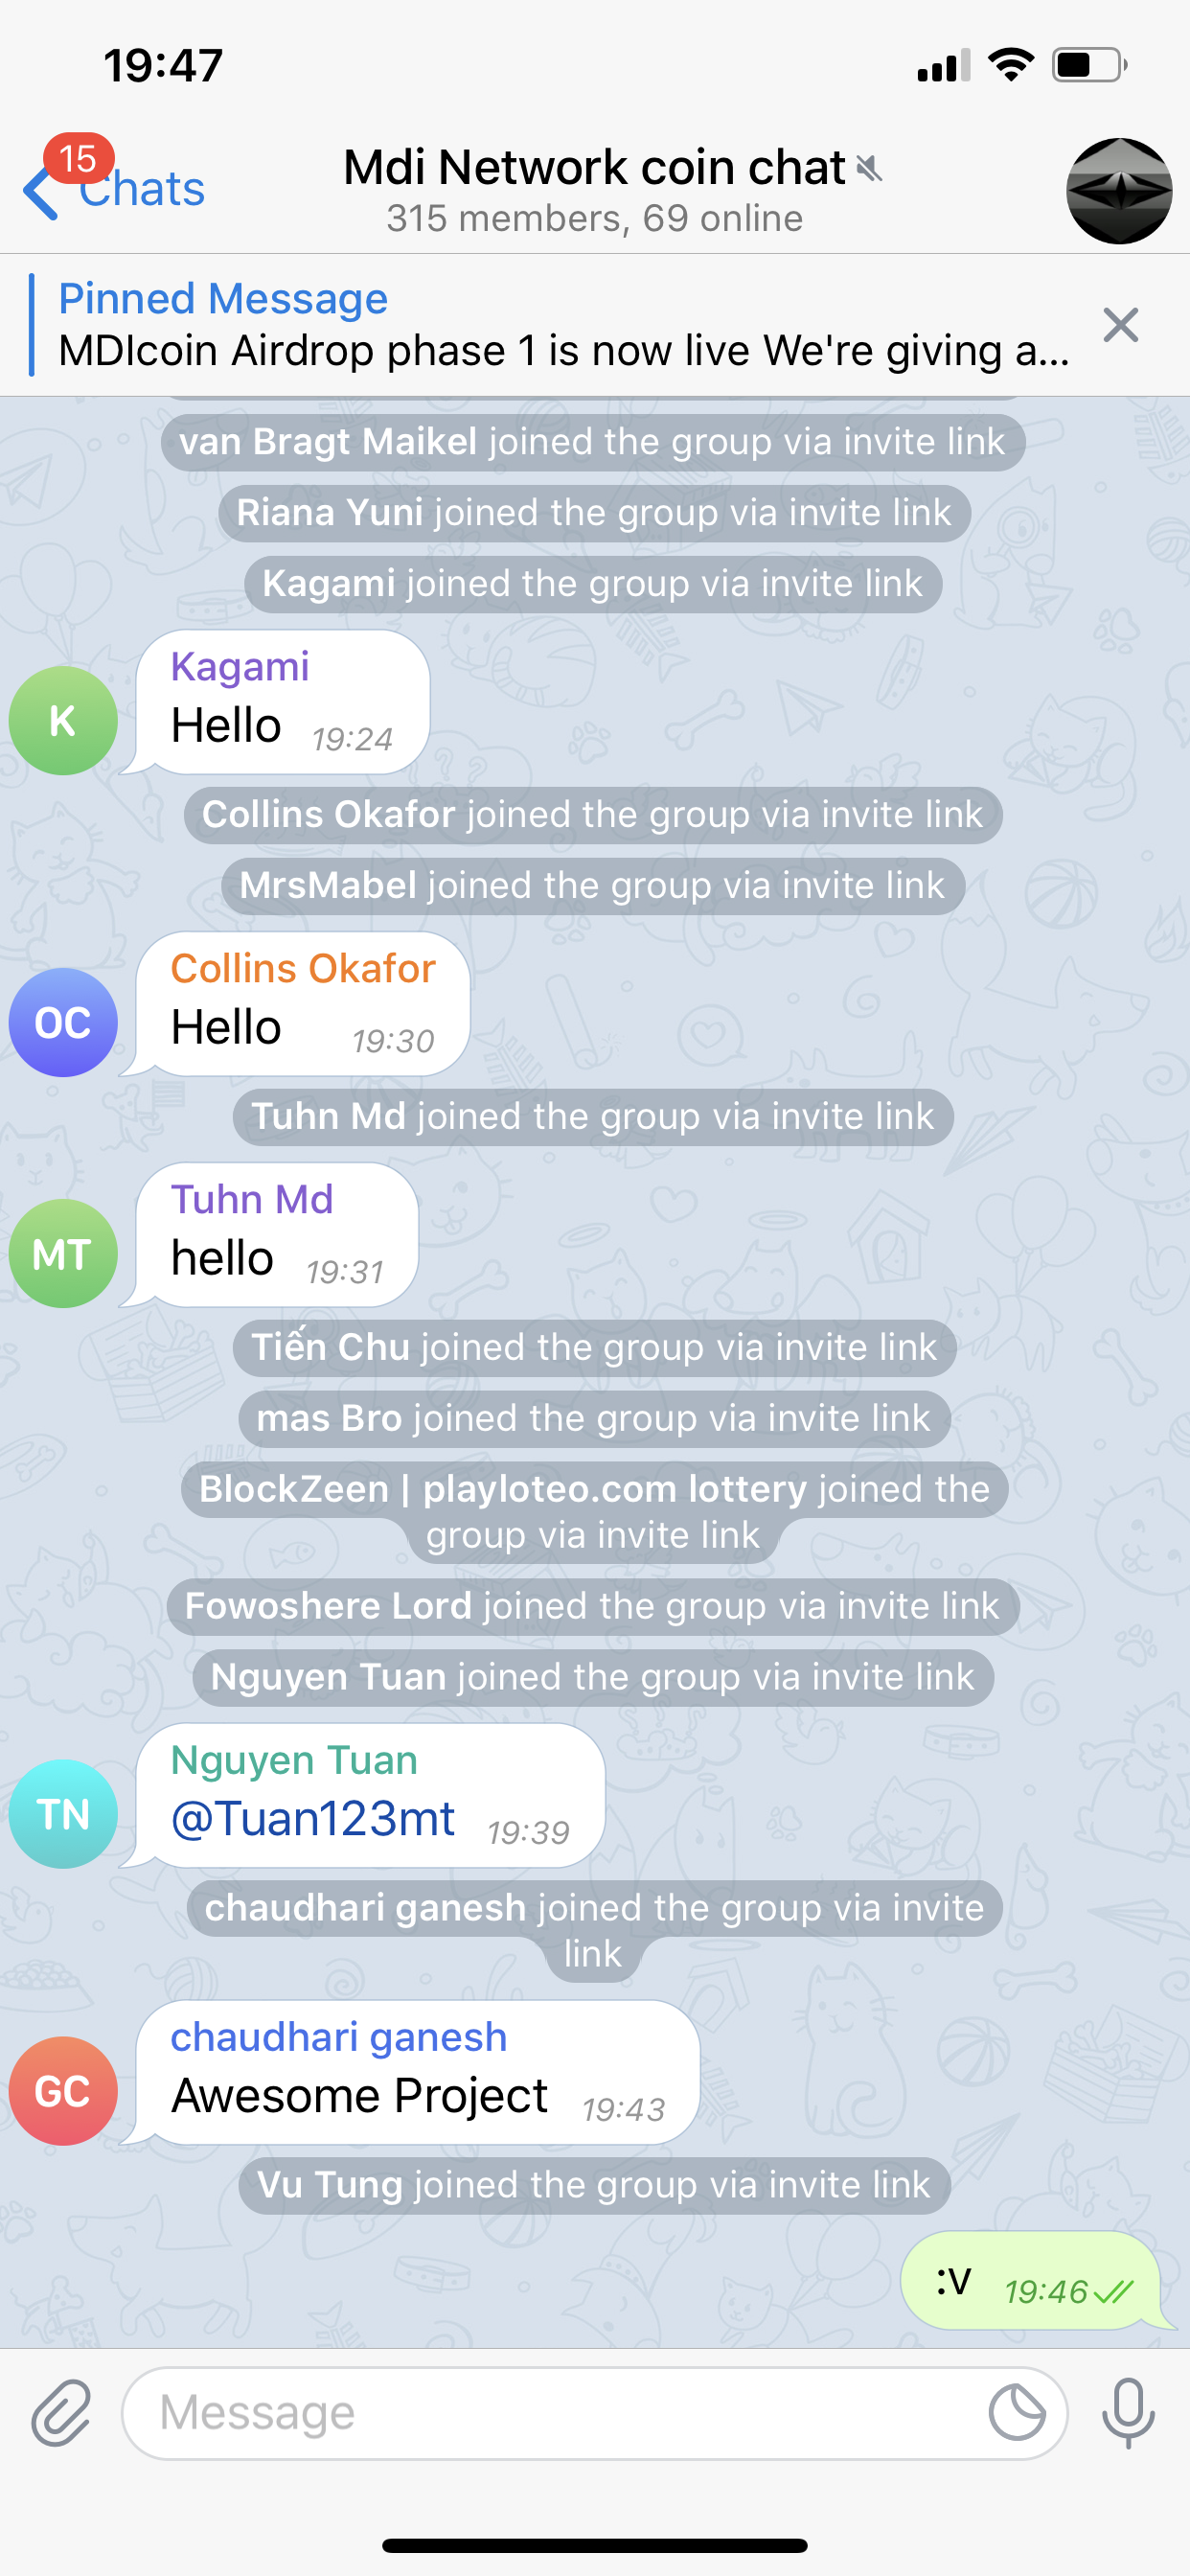 19:47
15
Chats
Mdi Network coin chat
315 members, 69 online
Pinned Message
MDIcoin Airdrop phase 1 is now live We're giving a...
van Bragt Maikel joined the group via invite link
Riana Yuni joined the group via invite link
Kagami joined the group via invite link
Kagami
K
Hello 19:24
Collins Okafor joined the group via invite link
MrsMabel joined the group via invite link
Collins Okafor
OC
Hello 19:30
Tuhn Md joined the group via invite link
Tuhn Md
MT
hello 19:31
Tiến Chu joined the group via invite link
mas Bro joined the group via invite link
BlockZeen | playloteo.com lottery joined the
group via invite link
Fowoshere Lord joined the group via invite link
Nguyen Tuan joined the group via invite link
Nguyen Tuan
TN
@Tuan123mt 19:39
chaudhari ganesh joined the group via invite
link
chaudhari ganesh
GC
Awesome Project 19:43
Vu Tung joined the group via invite link
:v 19:46
Message